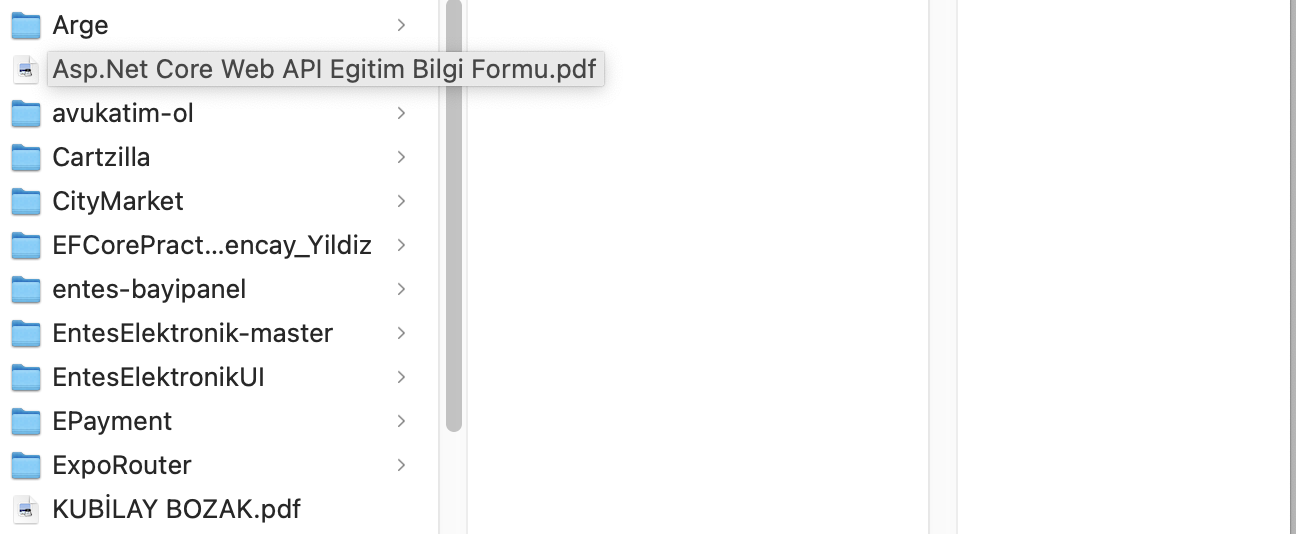 Arge
Asp.Net Core Web API Egitim Bilgi Formu.pdf
avukatim-ol
Cartzilla
CityMarket
EFCorePract...encay_Yildiz
entes-bayipanel
EntesElektronik-master
EntesElektronikUI
EPayment
ExpoRouter
KUBİLAY BOZAK.pdf